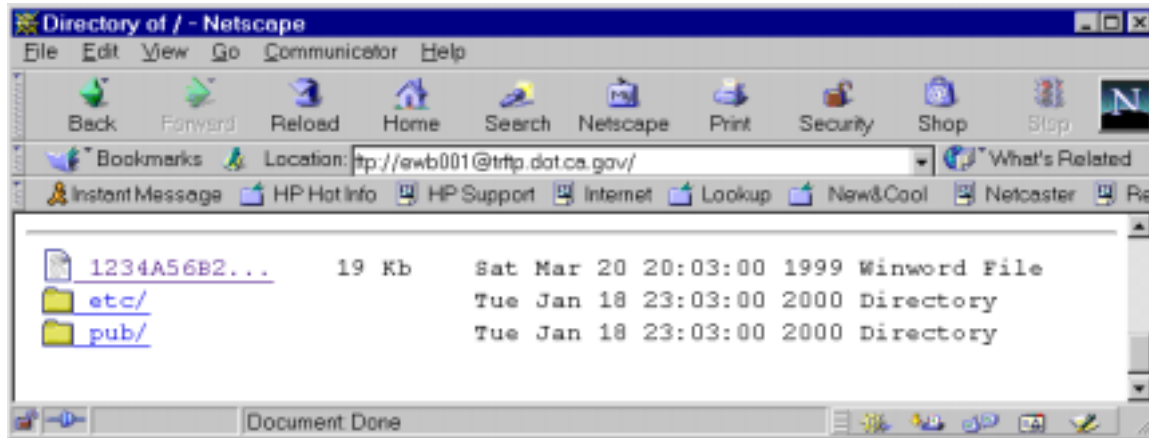 Directory of / - Netscape
File Edit View Go Communicator Help
Back Forward Reload Home Search Netscape Print Security Shop Stop
N
Bookmarks Location: ftp://ewb001@trftp.dot.ca.gov/ What's Related
Instant Message HP Hot Info HP Support Internet Lookup New&Cool Netcaster Re
1234A56B2... 19 Kb Sat Mar 20 20:03:00 1999 Winword File
etc/ Tue Jan 18 23:03:00 2000 Directory
pub/ Tue Jan 18 23:03:00 2000 Directory
Document: Done